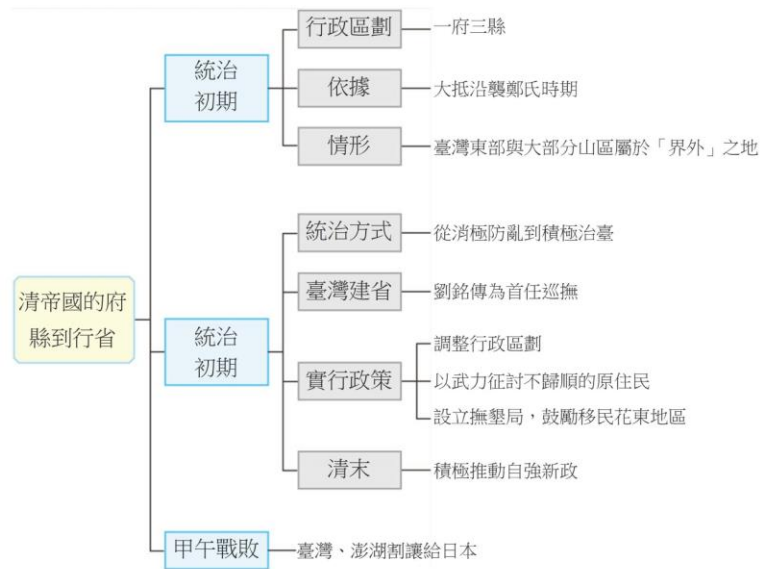 清帝國的府
縣到行省
統治
初期
行政區劃
一府三縣
依據
大抵沿襲鄭氏時期
情形
臺灣東部與大部分山區屬於「界外」之地
統治
初期
統治方式
從消極防亂到積極治臺
臺灣建省
劉銘傳為首任巡撫
實行政策
調整行政區劃
以武力征討不歸順的原住民
設立撫墾局，鼓勵移民花東地區
清末
積極推動自強新政
甲午戰敗
臺灣、澎湖割讓給日本